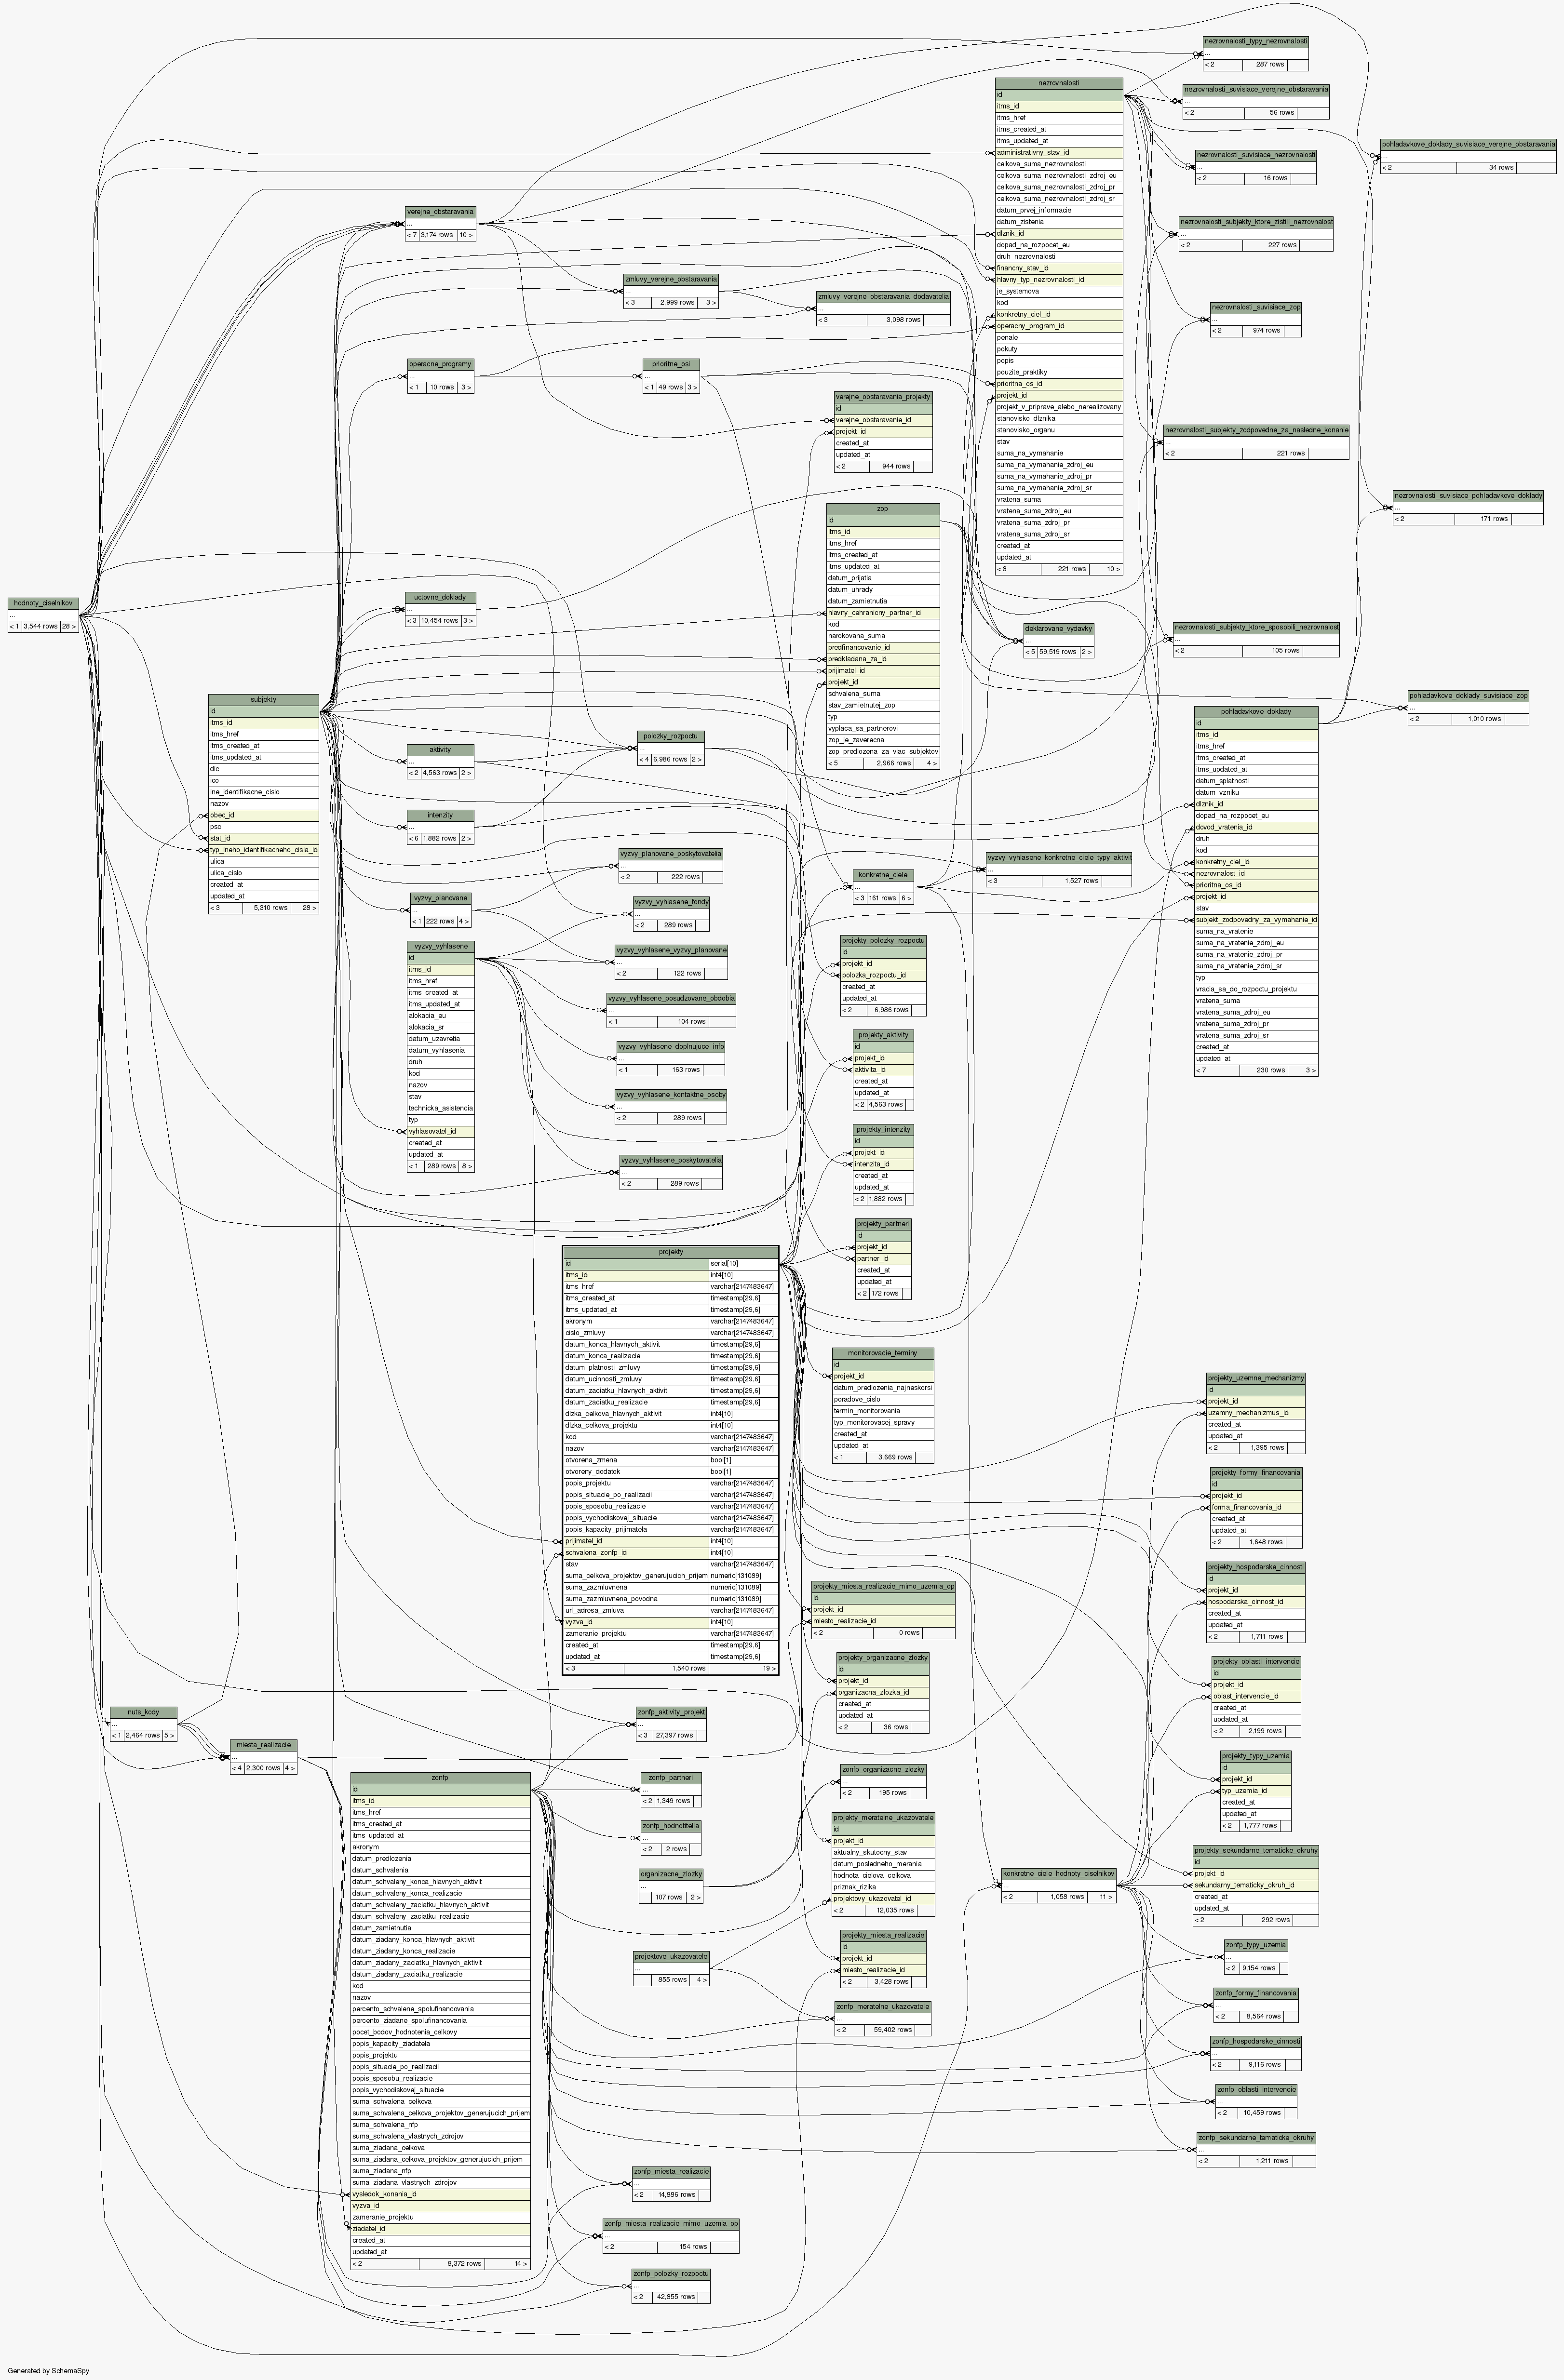 nezrovnalosti_typy_nezrovnalosti
...
< 2 287 rows
nezrovnalosti
id
itms_id
itms_href
itms_created_at
itms_updated_at
administrativny_stav_id
celkova_suma_nezrovnalosti
celkova_suma_nezrovnalosti_zdroj_eu
celkova_suma_nezrovnalosti_zdroj_pr
celkova_suma_nezrovnalosti_zdroj_sr
datum_prvej_informacie
datum_zistenia
dlznik_id
dopad_na_rozpocet_eu
druh_nezrovnalosti
financny_stav_id
hlavny_typ_nezrovnalosti_id
je_systemova
kod
konkretny_ciel_id
operacny_program_id
penale
pokuty
popis
pouzite_praktiky
prioritna_os_id
projekt_id
projekt_v_priprave_alebo_nerealizovany
stanovisko_dlznika
stanovisko_organu
stav
suma_na_vymahanie
suma_na_vymahanie_zdroj_eu
suma_na_vymahanie_zdroj_pr
suma_na_vymahanie_zdroj_sr
vratena_suma
vratena_suma_zdroj_eu
vratena_suma_zdroj_pr
vratena_suma_zdroj_sr
created_at
updated_at
< 8 221 rows 10 >
nezrovnalosti_suvisiace_verejne_obstaravania
...
< 2 56 rows
nezrovnalosti_suvisiace_nezrovnalosti
...
< 2 16 rows
pohladavkove_doklady_suvisiace_verejne_obstaravania
...
< 2 34 rows
nezrovnalosti_subjekty_ktore_zistili_nezrovnalost
...
< 2 227 rows
nezrovnalosti_suvisiace_zop
...
< 2 974 rows
nezrovnalosti_subjekty_zodpovedne_za_nasledne_konanie
...
< 2 221 rows
nezrovnalosti_suvisiace_pohladavkove_doklady
...
< 2 171 rows
nezrovnalosti_subjekty_ktore_sposobili_nezrovnalost
...
< 2 105 rows
pohladavkove_doklady_suvisiace_zop
...
< 2 1,010 rows
verejne_obstaravania
...
< 7 3,174 rows 10 >
zmluvy_verejne_obstaravania
...
< 3 2,999 rows 3 >
zmluvy_verejne_obstaravania_dodavatelia
...
< 3 3,098 rows
operacne_programy
...
< 1 10 rows 3 >
prioritne_osi
...
< 1 49 rows 3 >
verejne_obstaravania_projekty
id
verejne_obstaravanie_id
projekt_id
created_at
updated_at
< 2 944 rows
zop
id
itms_id
itms_href
itms_created_at
itms_updated_at
datum_prijatia
datum_uhrady
datum_zamietnutia
hlavny_cehranicny_partner_id
kod
narokovana_suma
predfinancovanie_id
predkladana_za_id
prijimatel_id
projekt_id
schvalena_suma
stav_zamietnutej_zop
typ
vyplaca_sa_partnerovi
zop_je_zaverecna
zop_predlozena_za_viac_subjektov
< 5 2,966 rows 4 >
hodnoty_ciselnikov
...
< 1 3,544 rows 28 >
uctovne_doklady
...
< 3 10,454 rows 3 >
deklarovane_vydavky
...
< 5 59,519 rows 2 >
subjekty
id
itms_id
itms_href
itms_created_at
itms_updated_at
dic
ico
ine_identifikacne_cislo
nazov
obec_id
psc
stat_id
typ_ineho_identifikacneho_cisla_id
ulica
ulica_cislo
created_at
updated_at
< 3 5,310 rows 28 >
aktivity
...
< 2 4,563 rows 2 >
polozky_rozpoctu
...
< 4 6,986 rows 2 >
intenzity
...
< 6 1,882 rows 2 >
pohladavkove_doklady
id
itms_id
itms_href
itms_created_at
itms_updated_at
datum_splatnosti
datum_vzniku
dlznik_id
dopad_na_rozpocet_eu
dovod_vratenia_id
druh
kod
konkretny_ciel_id
nezrovnalost_id
prioritna_os_id
projekt_id
stav
subjekt_zodpovedny_za_vymahanie_id
suma_na_vratenie
suma_na_vratenie_zdroj_eu
suma_na_vratenie_zdroj_pr
suma_na_vratenie_zdroj_sr
typ
vracia_sa_do_rozpoctu_projektu
vratena_suma
vratena_suma_zdroj_eu
vratena_suma_zdroj_pr
vratena_suma_zdroj_sr
created_at
updated_at
< 7 230 rows 3 >
vyzvy_planovane_poskytovatelia
...
< 2 222 rows
vyzvy_planovane
...
< 1 222 rows 4 >
vyzvy_vyhlasene_fondy
...
< 2 289 rows
konkretne_ciele
...
< 3 161 rows 6 >
vyzvy_vyhlasene_konkretne_ciele_typy_aktivit
...
< 3 1,527 rows
vyzvy_vyhlasene
id
itms_id
itms_href
itms_created_at
itms_updated_at
alokacia_eu
alokacia_sr
datum_uzavretia
datum_vyhlasenia
druh
kod
nazov
stav
technicka_asistencia
typ
vyhlasovatel_id
created_at
updated_at
< 1 289 rows 8 >
vyzvy_vyhlasene_vyzvy_planovane
...
< 2 122 rows
vyzvy_vyhlasene_posudzovane_obdobia
...
< 1 104 rows
vyzvy_vyhlasene_doplnujuce_info
...
< 1 163 rows
vyzvy_vyhlasene_kontaktne_osoby
...
< 2 289 rows
vyzvy_vyhlasene_poskytovatelia
...
< 2 289 rows
projekty_polozky_rozpoctu
id
projekt_id
polozka_rozpoctu_id
created_at
updated_at
< 2 6,986 rows
projekty_aktivity
id
projekt_id
aktivita_id
created_at
updated_at
< 2 4,563 rows
projekty_intenzity
id
projekt_id
intenzita_id
created_at
updated_at
< 2 1,882 rows
projekty_partneri
id
projekt_id
partner_id
created_at
updated_at
< 2 172 rows
projekty
id serial[10]
itms_id int4[10]
itms_href varchar[2147483647]
itms_created_at timestamp[29,6]
itms_updated_at timestamp[29,6]
akronym varchar[2147483647]
cislo_zmluvy varchar[2147483647]
datum_konca_hlavnych_aktivit timestamp[29,6]
datum_konca_realizacie timestamp[29,6]
datum_platnosti_zmluvy timestamp[29,6]
datum_ucinnosti_zmluvy timestamp[29,6]
datum_zaciatku_hlavnych_aktivit timestamp[29,6]
datum_zaciatku_realizacie timestamp[29,6]
dlzka_celkova_hlavnych_aktivit int4[10]
dlzka_celkova_projektu int4[10]
kod varchar[2147483647]
nazov varchar[2147483647]
otvorena_zmena bool[1]
otvoreny_dodatok bool[1]
popis_projektu varchar[2147483647]
popis_situacie_po_realizacii varchar[2147483647]
popis_sposobu_realizacie varchar[2147483647]
popis_vychodiskovej_situacie varchar[2147483647]
popis_kapacity_prijimatela varchar[2147483647]
prijimatel_id int4[10]
schvalena_zonfp_id int4[10]
stav varchar[2147483647]
suma_celkova_projektov_generujucich_prijem numeric[131089]
suma_zazmluvnena numeric[131089]
suma_zazmluvnena_povodna numeric[131089]
url_adresa_zmluva varchar[2147483647]
vyzva_id int4[10]
zameranie_projektu varchar[2147483647]
created_at timestamp[29,6]
updated_at timestamp[29,6]
< 3 1,540 rows 19 >
monitorovacie_terminy
id
projekt_id
datum_predlozenia_najneskorsi
poradove_cislo
termin_monitorovania
typ_monitorovacej_spravy
created_at
updated_at
< 1 3,669 rows
projekty_uzemne_mechanizmy
id
projekt_id
uzemny_mechanizmus_id
created_at
updated_at
< 2 1,395 rows
projekty_formy_financovania
id
projekt_id
forma_financovania_id
created_at
updated_at
< 2 1,648 rows
projekty_hospodarske_cinnosti
id
projekt_id
hospodarska_cinnost_id
created_at
updated_at
< 2 1,711 rows
projekty_miesta_realizacie_mimo_uzemia_op
id
projekt_id
miesto_realizacie_id
< 2 0 rows
projekty_organizacne_zlozky
id
projekt_id
organizacna_zlozka_id
created_at
updated_at
< 2 36 rows
projekty_oblasti_intervencie
id
projekt_id
oblast_intervencie_id
created_at
updated_at
< 2 2,199 rows
projekty_typy_uzemia
id
projekt_id
typ_uzemia_id
created_at
updated_at
< 2 1,777 rows
nuts_kody
...
< 1 2,464 rows 5 >
miesta_realizacie
...
< 4 2,300 rows 4 >
zonfp_aktivity_projekt
...
< 3 27,397 rows
zonfp
id
itms_id
itms_href
itms_created_at
itms_updated_at
akronym
datum_predlozenia
datum_schvalenia
datum_schvaleny_konca_hlavnych_aktivit
datum_schvaleny_konca_realizacie
datum_schvaleny_zaciatku_hlavnych_aktivit
datum_schvaleny_zaciatku_realizacie
datum_zamietnutia
datum_ziadany_konca_hlavnych_aktivit
datum_ziadany_konca_realizacie
datum_ziadany_zaciatku_hlavnych_aktivit
datum_ziadany_zaciatku_realizacie
kod
nazov
percento_schvalene_spolufinancovania
percento_ziadane_spolufinancovania
pocet_bodov_hodnotenia_celkovy
popis_kapacity_ziadatela
popis_projektu
popis_situacie_po_realizacii
popis_sposobu_realizacie
popis_vychodiskovej_situacie
suma_schvalena_celkova
suma_schvalena_celkova_projektov_generujucich_prijem
suma_schvalena_nfp
suma_schvalena_vlastnych_zdrojov
suma_ziadana_celkova
suma_ziadana_celkova_projektov_generujucich_prijem
suma_ziadana_nfp
suma_ziadana_vlastnych_zdrojov
vysledok_konania_id
vyzva_id
zameranie_projektu
ziadatel_id
created_at
updated_at
< 2 8,372 rows 14 >
zonfp_partneri
...
< 2 1,349 rows
zonfp_hodnotitelia
...
< 2 2 rows
organizacne_zlozky
...
107 rows 2 >
zonfp_organizacne_zlozky
...
< 2 195 rows
projekty_meratelne_ukazovatele
id
projekt_id
aktualny_skutocny_stav
datum_posledneho_merania
hodnota_cielova_celkova
priznak_rizika
projektovy_ukazovatel_id
< 2 12,035 rows
projektove_ukazovatele
...
855 rows 4 >
projekty_miesta_realizacie
id
projekt_id
miesto_realizacie_id
< 2 3,428 rows
zonfp_meratelne_ukazovatele
...
< 2 59,402 rows
konkretne_ciele_hodnoty_ciselnikov
...
< 2 1,058 rows 11 >
projekty_sekundarne_tematicke_okruhy
id
projekt_id
sekundarny_tematicky_okruh_id
created_at
updated_at
< 2 292 rows
zonfp_typy_uzemia
...
< 2 9,154 rows
zonfp_formy_financovania
...
< 2 8,564 rows
zonfp_hospodarske_cinnosti
...
< 2 9,116 rows
zonfp_oblasti_intervencie
...
< 2 10,459 rows
zonfp_sekundarne_tematicke_okruhy
...
< 2 1,211 rows
zonfp_miesta_realizacie
...
< 2 14,886 rows
zonfp_miesta_realizacie_mimo_uzemia_op
...
< 2 154 rows
zonfp_polozky_rozpoctu
...
< 2 42,855 rows
Generated by SchemaSpy